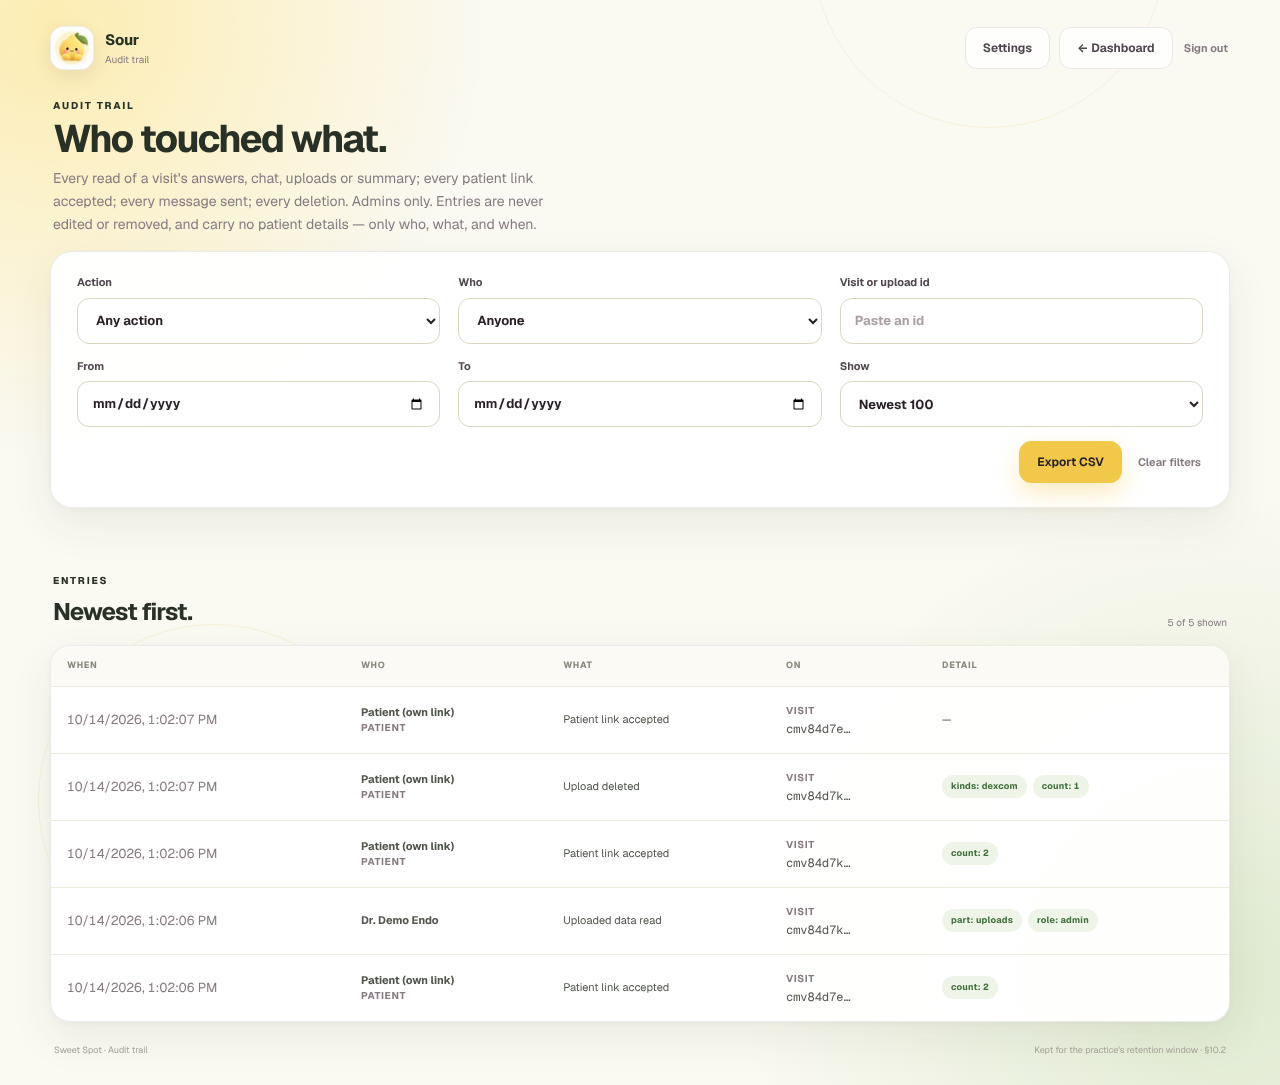 Sour
Audit trail
Settings
← Dashboard
Sign out
AUDIT TRAIL
Who touched what.
Every read of a visit's answers, chat, uploads or summary; every patient link
accepted; every message sent; every deletion. Admins only. Entries are never
edited or removed, and carry no patient details — only who, what, and when.
Action
Who
Visit or upload id
Any action
Anyone
Paste an id
From
To
Show
mm/dd/yyyy
mm/dd/yyyy
Newest 100
Export CSV
Clear filters
ENTRIES
Newest first.
5 of 5 shown
WHEN
WHO
WHAT
ON
DETAIL
10/14/2026, 1:02:07 PM
Patient (own link)
PATIENT
Patient link accepted
VISIT
cmv84d7e…
—
10/14/2026, 1:02:07 PM
Patient (own link)
PATIENT
Upload deleted
VISIT
cmv84d7k…
kinds: dexcom
count: 1
10/14/2026, 1:02:06 PM
Patient (own link)
PATIENT
Patient link accepted
VISIT
cmv84d7k…
count: 2
10/14/2026, 1:02:06 PM
Dr. Demo Endo
Uploaded data read
VISIT
cmv84d7k…
part: uploads
role: admin
10/14/2026, 1:02:06 PM
Patient (own link)
PATIENT
Patient link accepted
VISIT
cmv84d7e…
count: 2
Sweet Spot · Audit trail
Kept for the practice's retention window · §10.2